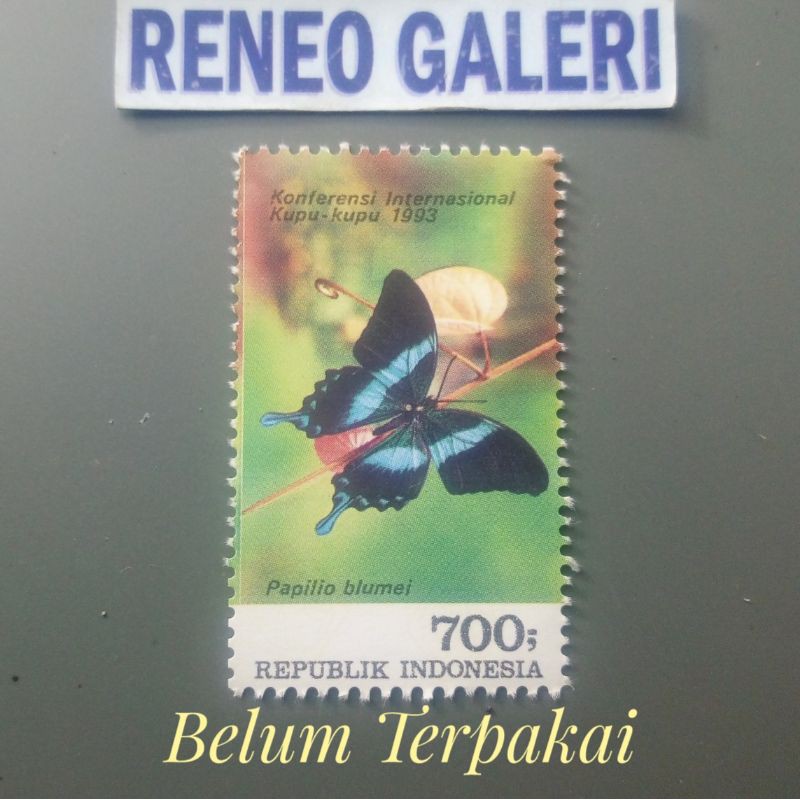 RENEO GALERI
Konferensi Internasional
Kupu-kupu 1993
Papilio blumei
700;
REPUBLIK INDONESIA
Belum Terpakai